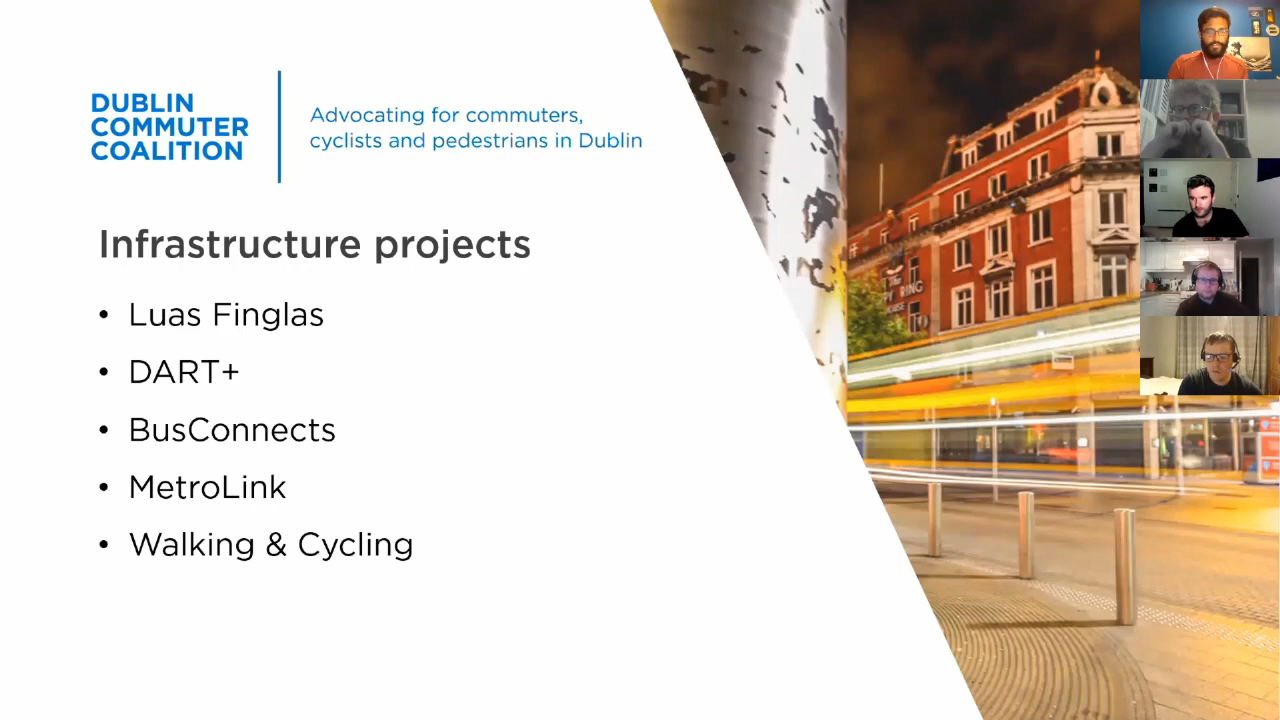 DUBLIN
COMMUTER
COALITION
Advocating for commuters,
cyclists and pedestrians in Dublin
Infrastructure projects
• Luas Finglas
• DART+
• BusConnects
• MetroLink
• Walking & Cycling
RING